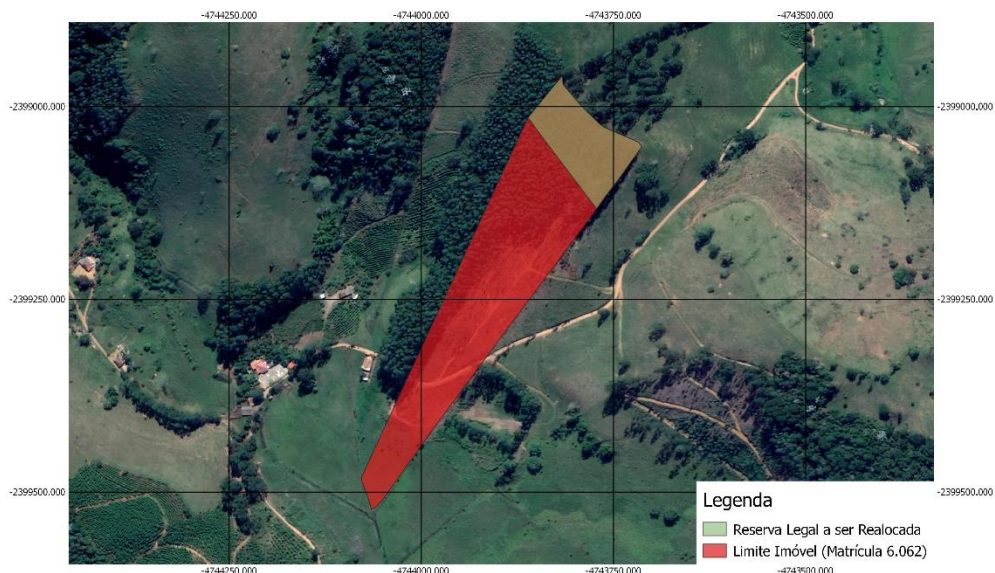 -4744250.000 -4744000.000 -4743750.000 -4743500.000
-2399000.000 -2399000.000
-2399250.000 -2399250.000
-2399500.000 -2399500.000
Legenda
Reserva Legal a ser Realocada
Limite Imóvel (Matrícula 6.062)
-4744250.000 -4744000.000 -4743750.000 -4743500.000